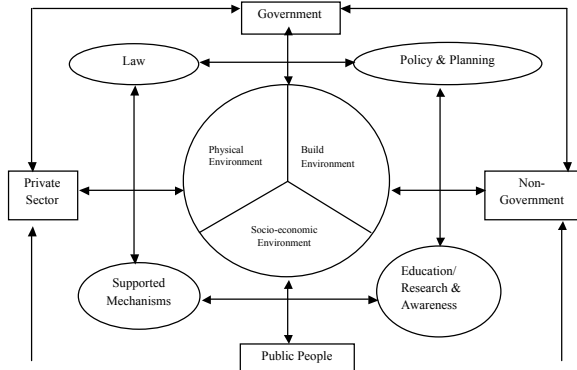 Government
Law
Policy & Planning
Physical
Environment
Build
Environment
Private
Sector
Non-
Government
Socio-economic
Environment
Supported
Mechanisms
Education/
Research &
Awareness
Public People